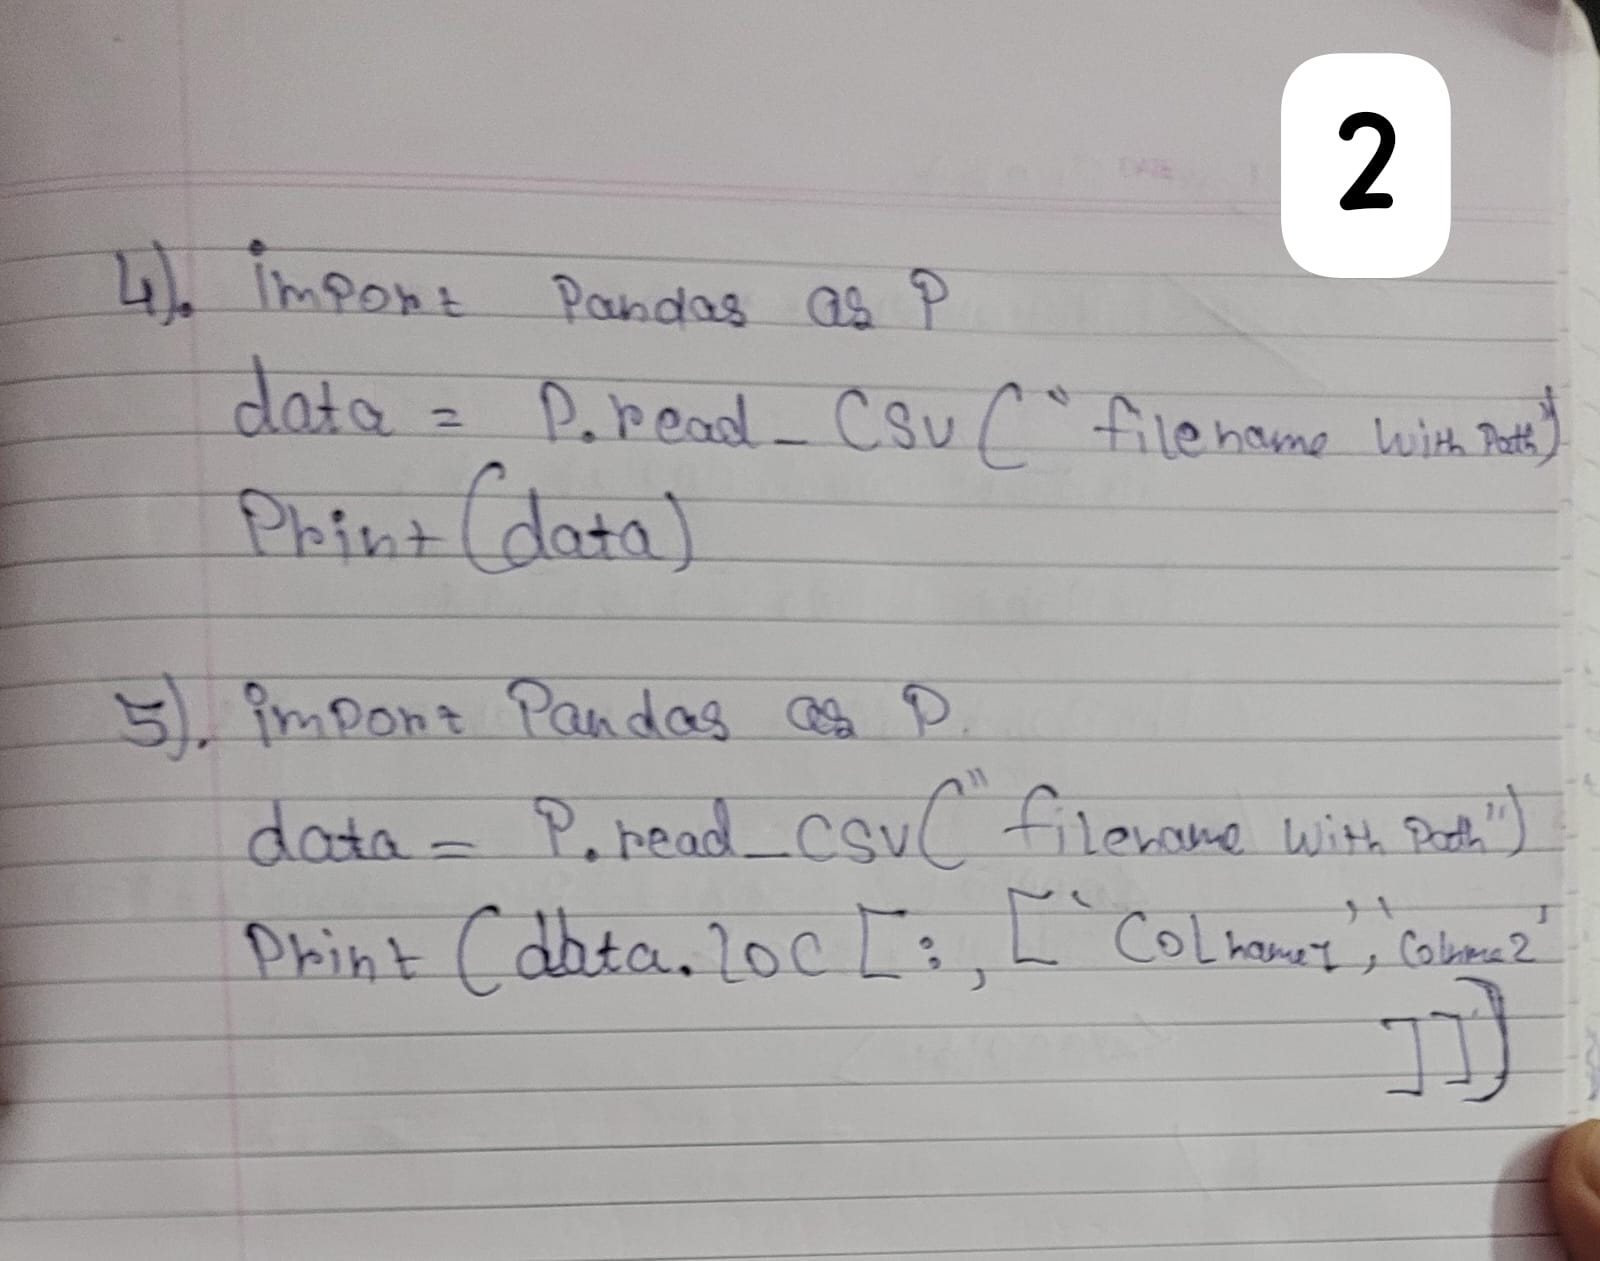 2
4). import Pandas as P
data = P.read_csv("filename with Path")
Print(data)
5). import Pandas as P.
data = P.read_csv("filename with Path")
Print (data.loc[:, ['Colname1', 'Colname2'
]])